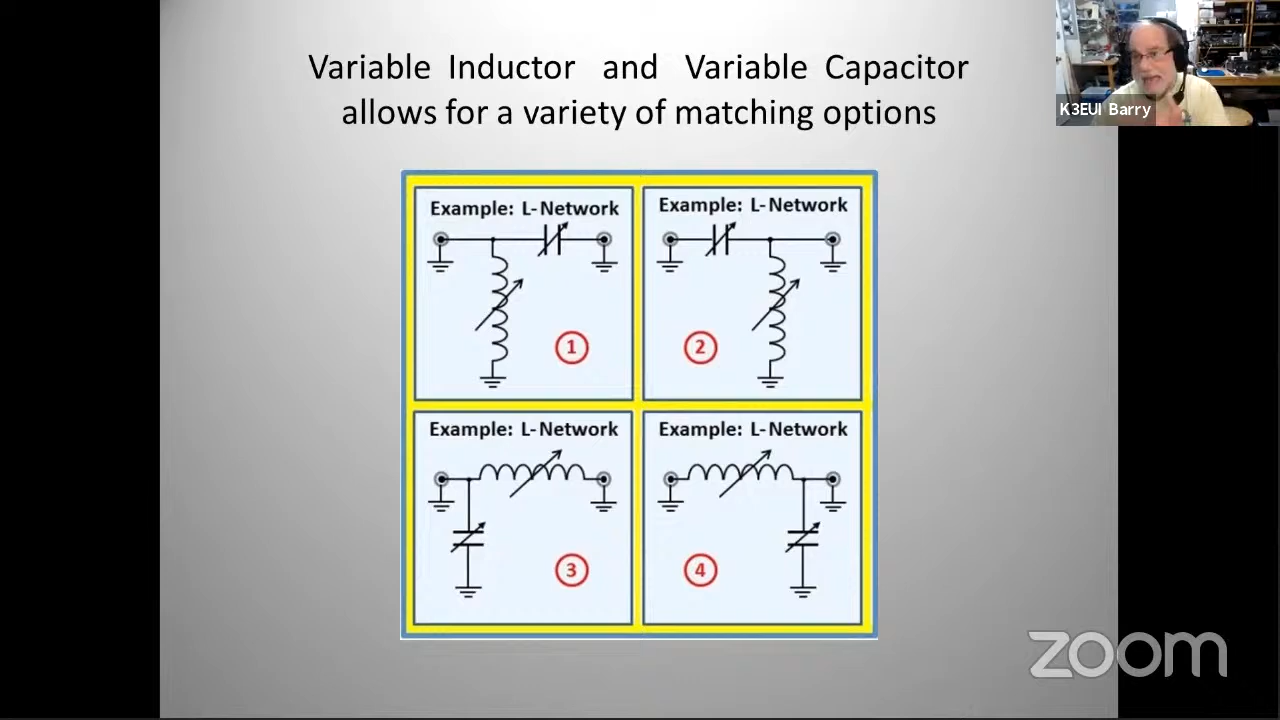 Variable Inductor and Variable Capacitor
allows for a variety of matching options
K3EUI Barry
Example: L-Network
Example: L-Network
1
2
Example: L-Network
Example: L-Network
3
4
zoom